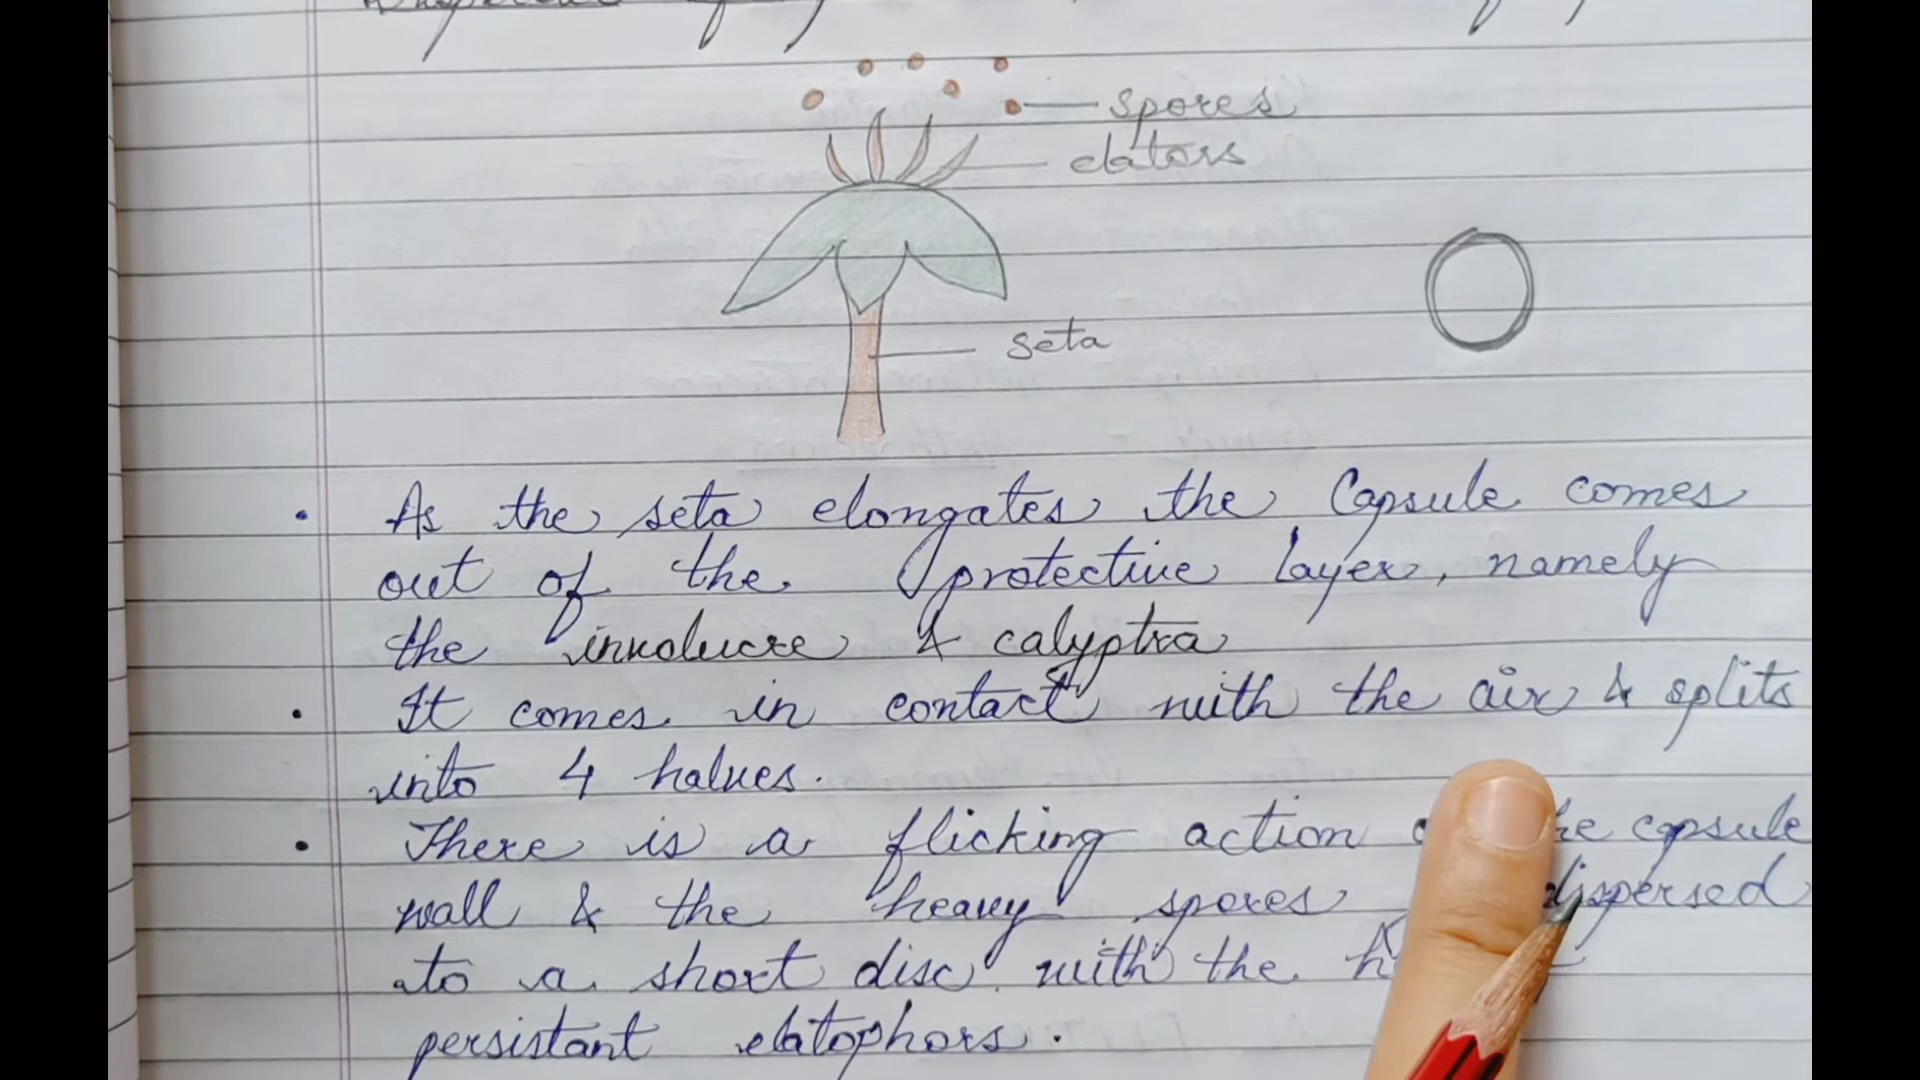 spores
elators
seta
• As the seta elongates the Capsule comes
out of the protective layer, namely
the involucre & calyptra
• It comes in contact with the air & splits
into 4 halves.
• There is a flicking action the capsule
wall & the heavy spores dispersed
to a short disc. with the
persistant elatophors.